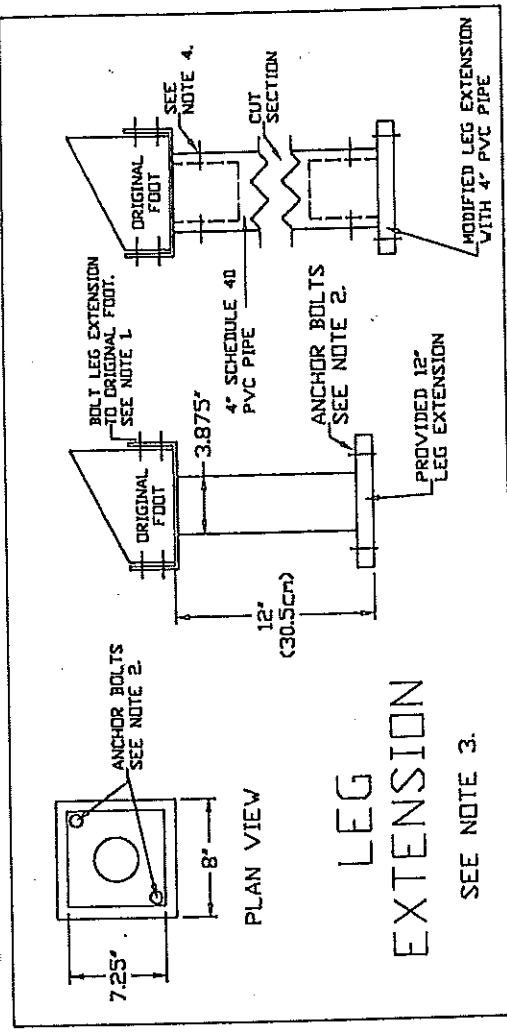 ANCHOR BOLTS
SEE NOTE 2.
7.25"
8"
PLAN VIEW
LEG
EXTENSION
SEE NOTE 3.
BOLT LEG EXTENSION
TO ORIGINAL FOOT.
SEE NOTE 1.
ORIGINAL
FOOT
3.875"
12"
(30.5cm)
ANCHOR BOLTS
SEE NOTE 2.
PROVIDED 12"
LEG EXTENSION
ORIGINAL
FOOT
SEE
NOTE 4.
4" SCHEDULE 40
PVC PIPE
CUT
SECTION
MODIFIED LEG EXTENSION
WITH 4" PVC PIPE